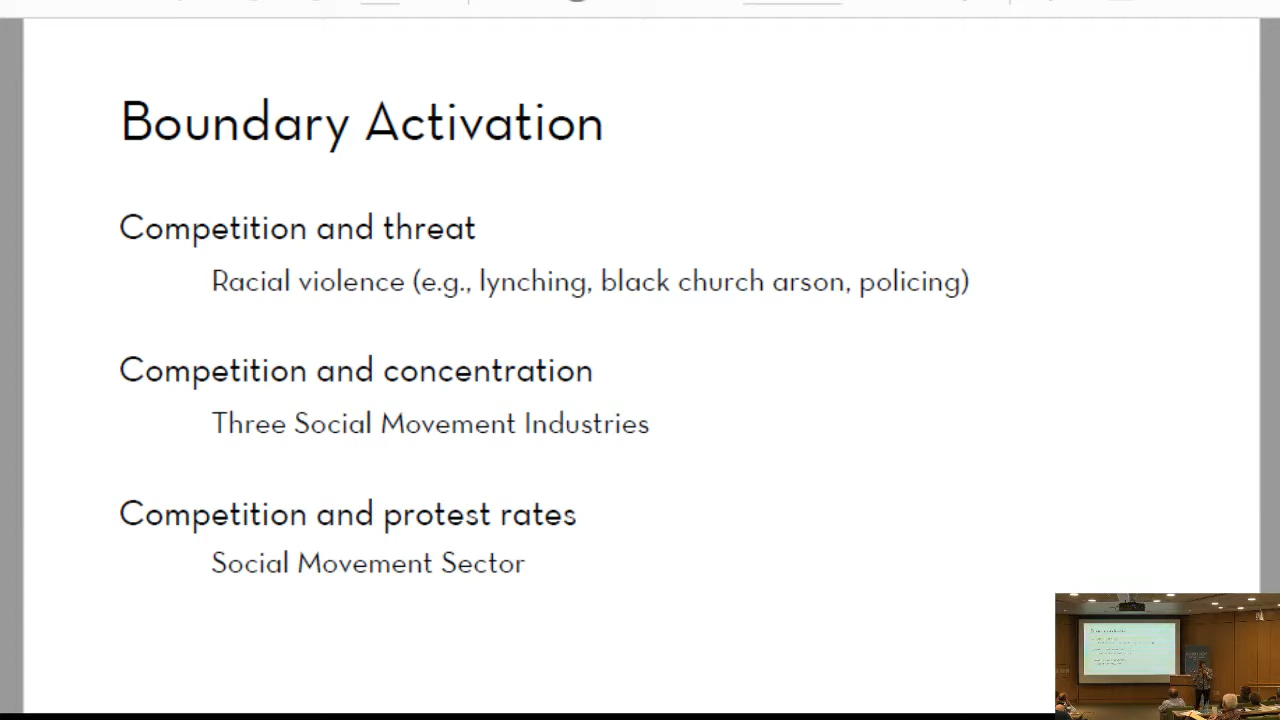 Boundary Activation
Competition and threat
Racial violence (e.g., lynching, black church arson, policing)
Competition and concentration
Three Social Movement Industries
Competition and protest rates
Social Movement Sector